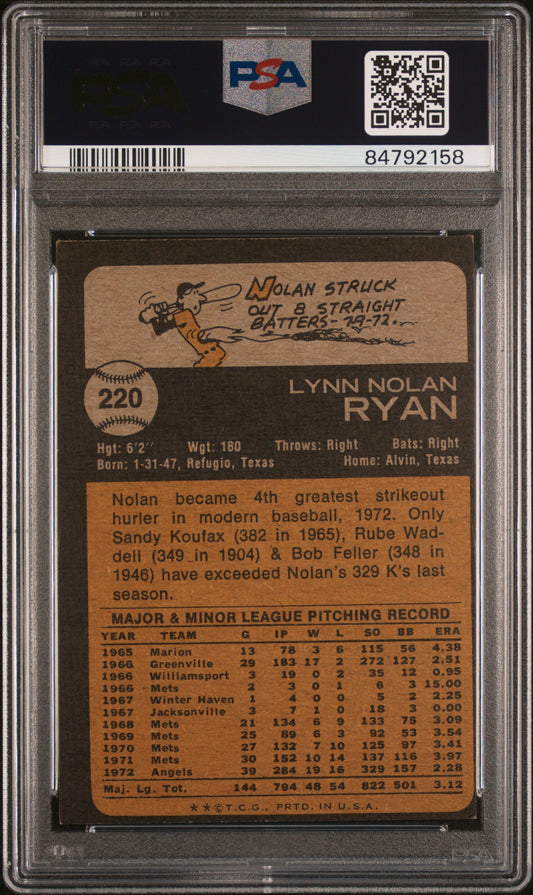 PSA
84792158
NOLAN STRUCK
OUT 8 STRAIGHT
BATTERS-7-9-72...
LYNN NOLAN
RYAN
220
Hgt: 6'2" Wgt: 180 Throws: Right Bats: Right
Born: 1-31-47, Refugio, Texas Home: Alvin, Texas
Nolan became 4th greatest strikeout
hurler in modern baseball, 1972. Only
Sandy Koufax (382 in 1965), Rube Wad-
dell (349 in 1904) & Bob Feller (348 in
1946) have exceeded Nolan's 329 K's last
season.
MAJOR & MINOR LEAGUE PITCHING RECORD
YEAR TEAM G IP W L SO BB ERA
1965 Marion 13 78 3 6 115 56 4.38
1966 Greenville 29 183 17 2 272 127 2.51
1966 Williamsport 3 19 0 2 35 12 0.95
1966 Mets 2 3 0 1 6 3 15.00
1967 Winter Haven 1 4 0 0 5 2 2.25
1967 Jacksonville 3 7 1 0 18 3 0.00
1968 Mets 21 134 6 9 133 75 3.09
1969 Mets 25 89 6 3 92 53 3.54
1970 Mets 27 132 7 10 125 97 3.41
1971 Mets 30 152 10 14 137 116 3.97
1972 Angels 39 284 19 16 329 157 2.28
Maj. Lg. Tot. 144 794 48 54 822 501 3.12
**©T.C.G., PRTD. IN U.S.A.
PSA